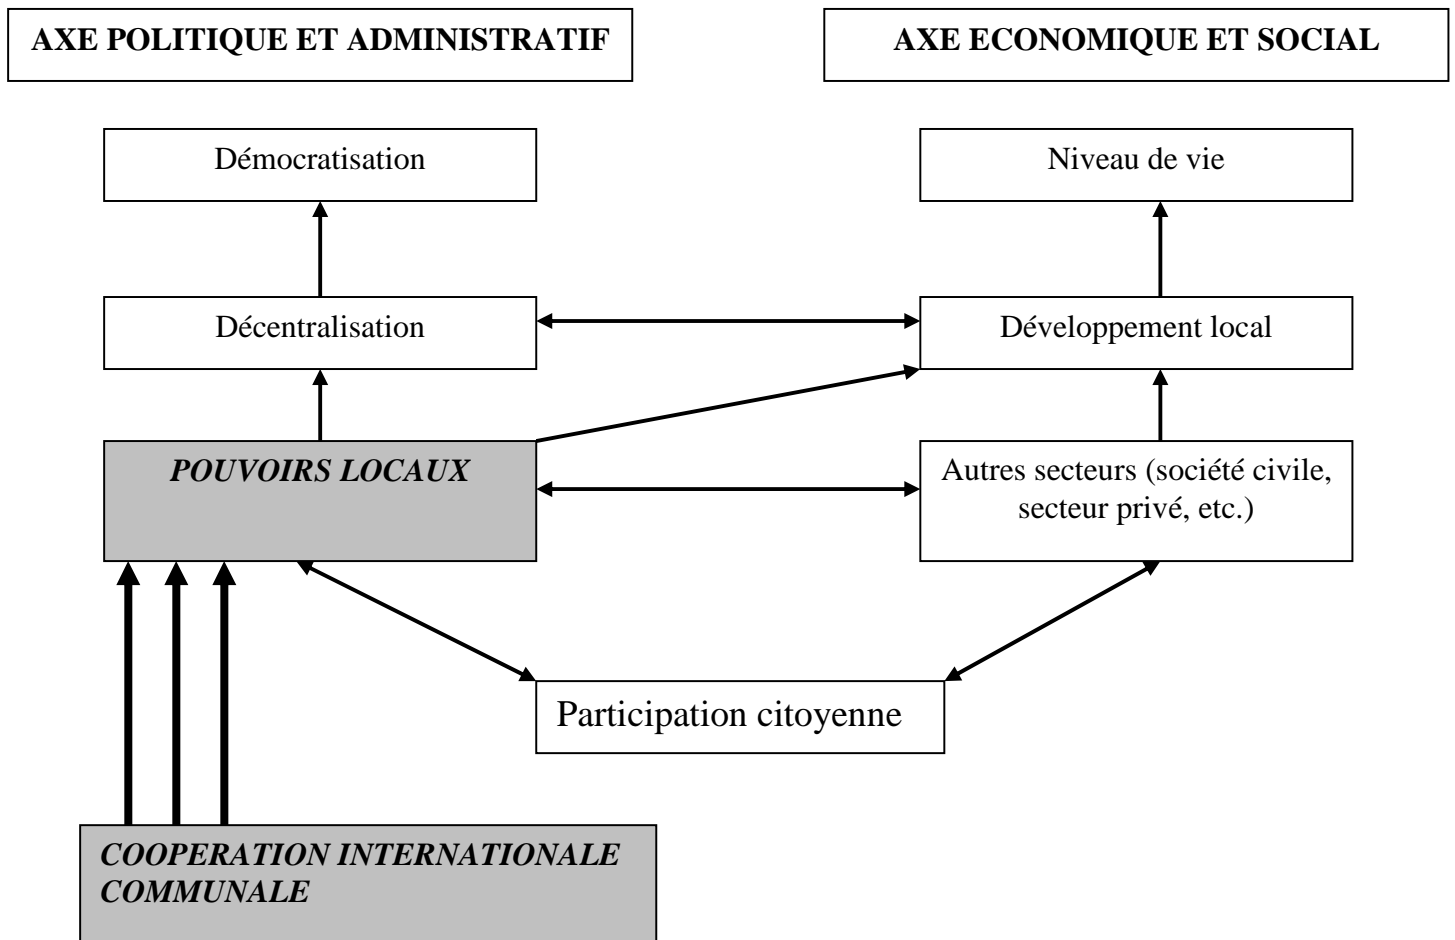 AXE POLITIQUE ET ADMINISTRATIF
AXE ECONOMIQUE ET SOCIAL
Démocratisation
Niveau de vie
Décentralisation
Développement local
POUVOIRS LOCAUX
Autres secteurs (société civile,
secteur privé, etc.)
Participation citoyenne
COOPERATION INTERNATIONALE
COMMUNALE